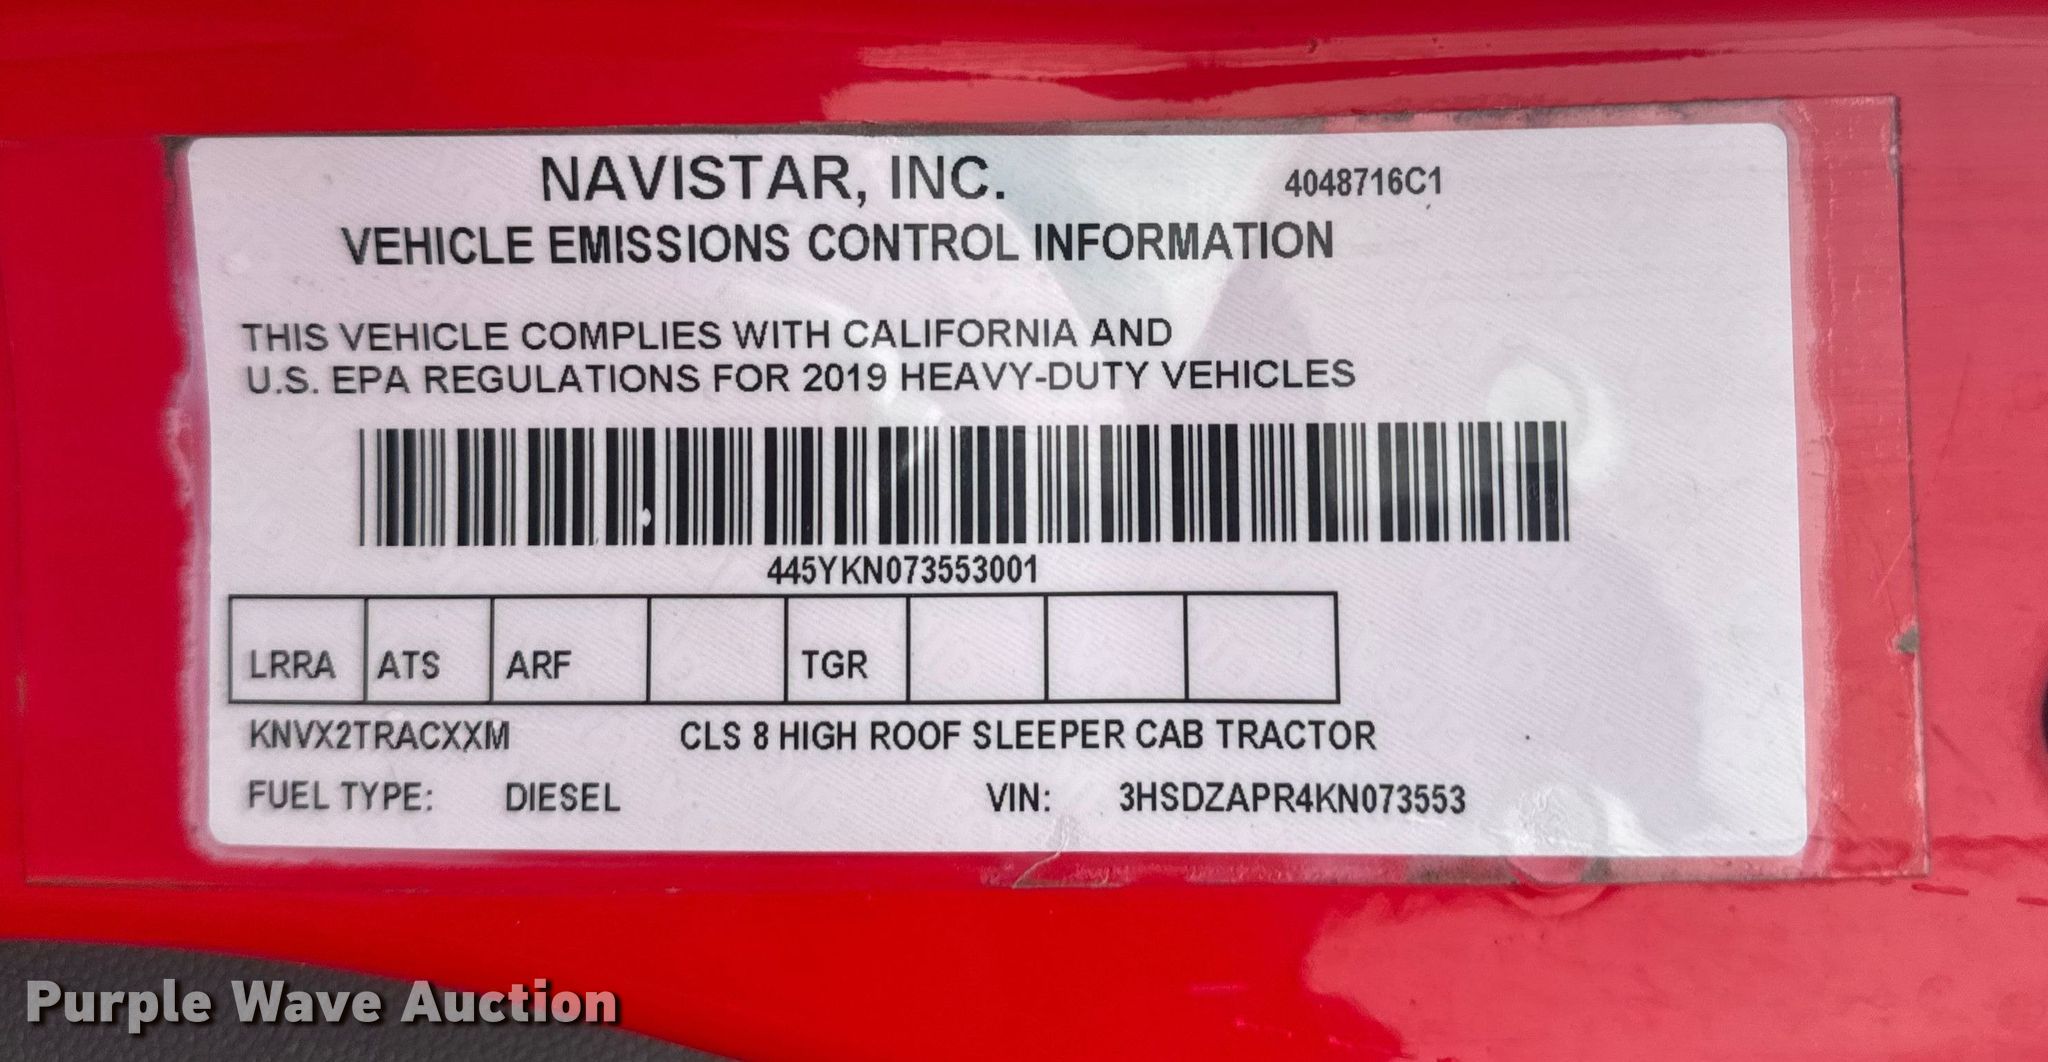 NAVISTAR, INC. 4048716C1
VEHICLE EMISSIONS CONTROL INFORMATION
THIS VEHICLE COMPLIES WITH CALIFORNIA AND
U.S. EPA REGULATIONS FOR 2019 HEAVY-DUTY VEHICLES
445YKN073553001
LRRA ATS ARF TGR
KNVX2TRACXXM CLS 8 HIGH ROOF SLEEPER CAB TRACTOR
FUEL TYPE: DIESEL VIN: 3HSDZAPR4KN073553
Purple Wave Auction